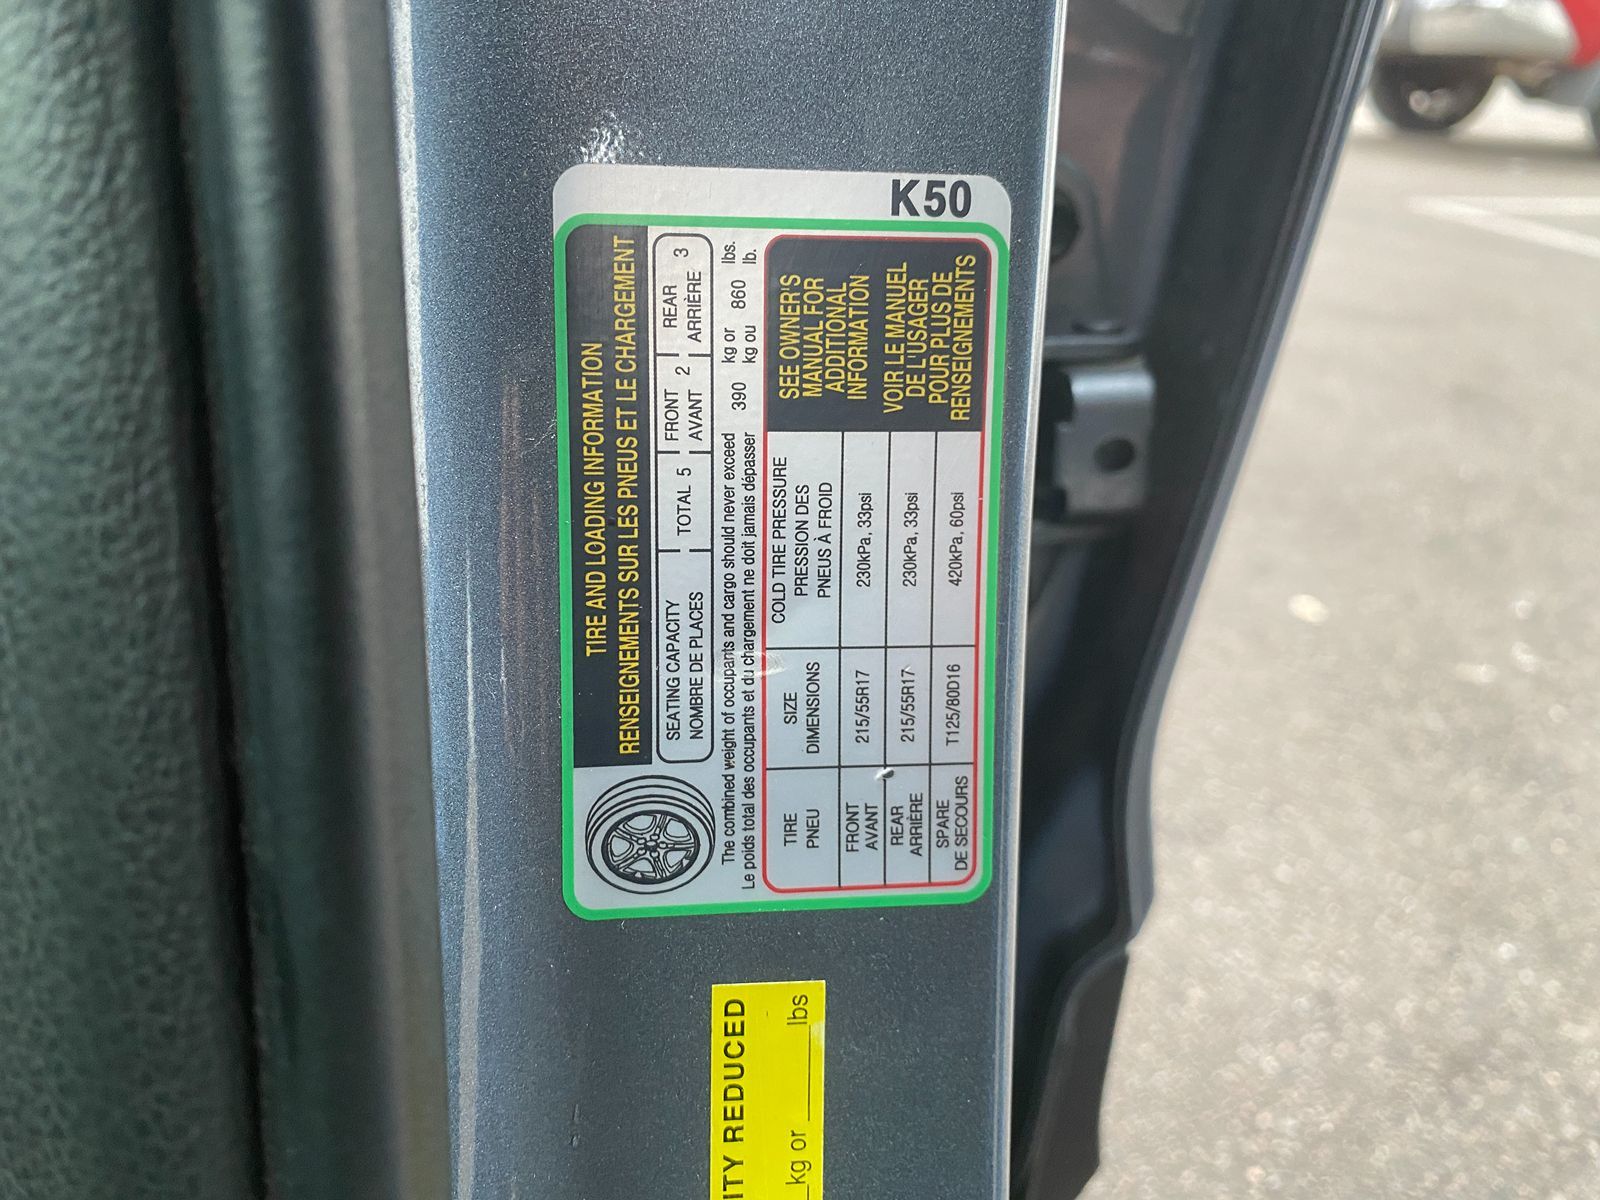 K50
TIRE AND LOADING INFORMATION
RENSEIGNEMENTS SUR LES PNEUS ET LE CHARGEMENT
SEATING CAPACITY TOTAL 5 FRONT 2 REAR 3
NOMBRE DE PLACES AVANT ARRIÈRE
The combined weight of occupants and cargo should never exceed 390 kg or 860 lbs.
Le poids total des occupants et du chargement ne doit jamais dépasser kg ou lb.
TIRE SIZE COLD TIRE PRESSURE
PNEU DIMENSIONS PRESSION DES
PNEUS À FROID
FRONT 215/55R17 230kPa, 33psi
AVANT
REAR 215/55R17 230kPa, 33psi
ARRIÈRE
SPARE T125/80D16 420kPa, 60psi
DE SECOURS
SEE OWNER'S
MANUAL FOR
ADDITIONAL
INFORMATION
VOIR LE MANUEL
DE L'USAGER
POUR PLUS DE
RENSEIGNEMENTS
ITY REDUCED
_kg or ______lbs